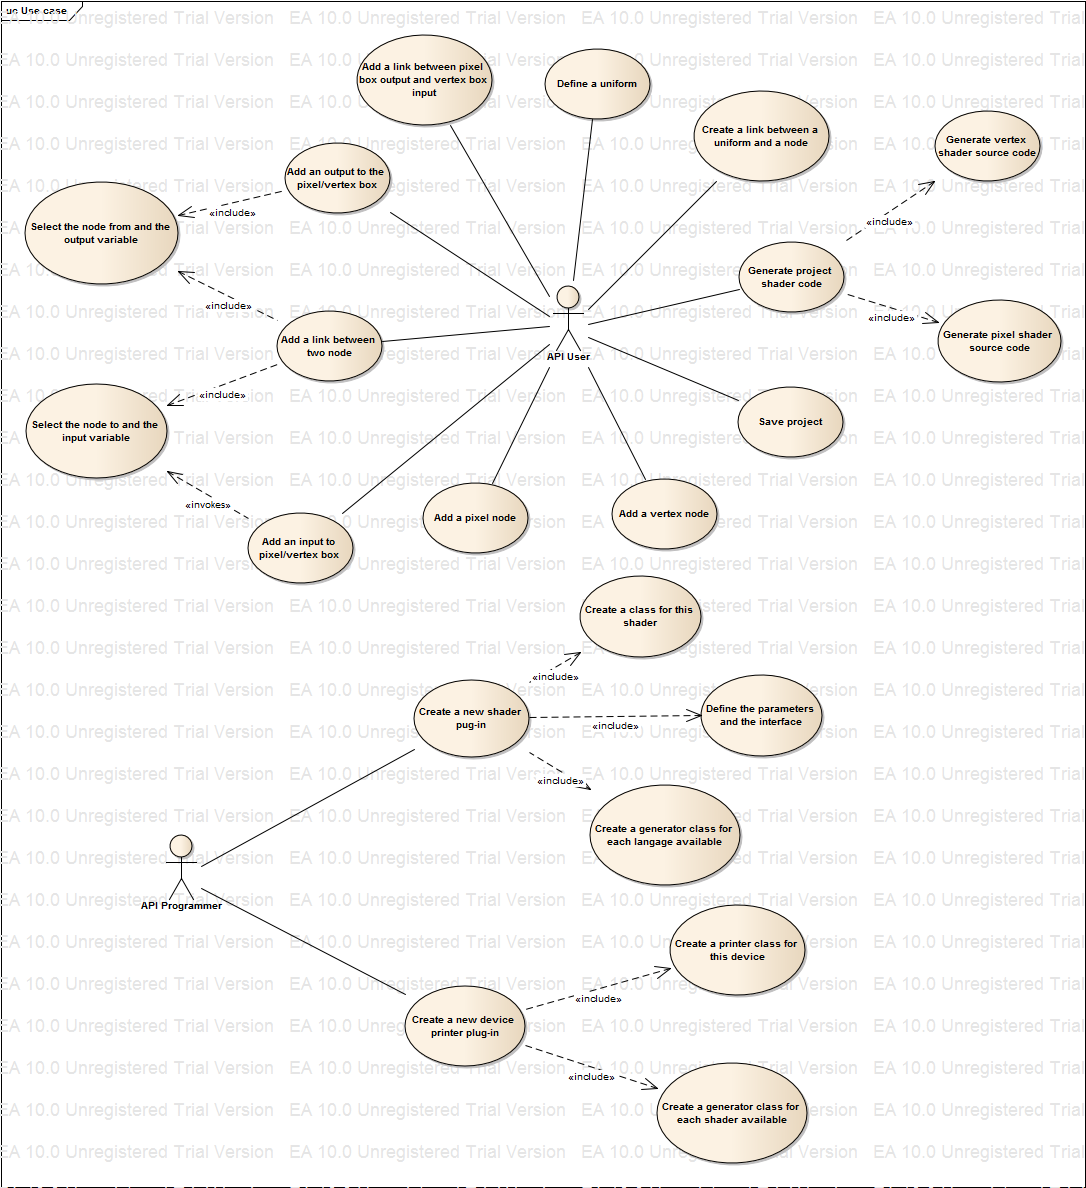 uc Use case
EA 10.0 Unregistered Trial Version
Add a link between pixel
box output and vertex box
input
Define a uniform
Create a link between a
uniform and a node
Generate vertex
shader source code
Add an output to the
pixel/vertex box
«include»
Select the node from and the
output variable
«include»
Generate project
shader code
«include»
«include»
Generate pixel shader
source code
Add a link between
two node
API User
«include»
Select the node to and the
input variable
Save project
«invokes»
Add a pixel node
Add a vertex node
Add an input to
pixel/vertex box
Create a class for this
shader
«include»
Create a new shader
pug-in
«include»
Define the parameters
and the interface
«include»
Create a generator class for
each langage available
API Programmer
Create a printer class for
this device
«include»
Create a new device
printer plug-in
«include»
Create a generator class for
each shader available